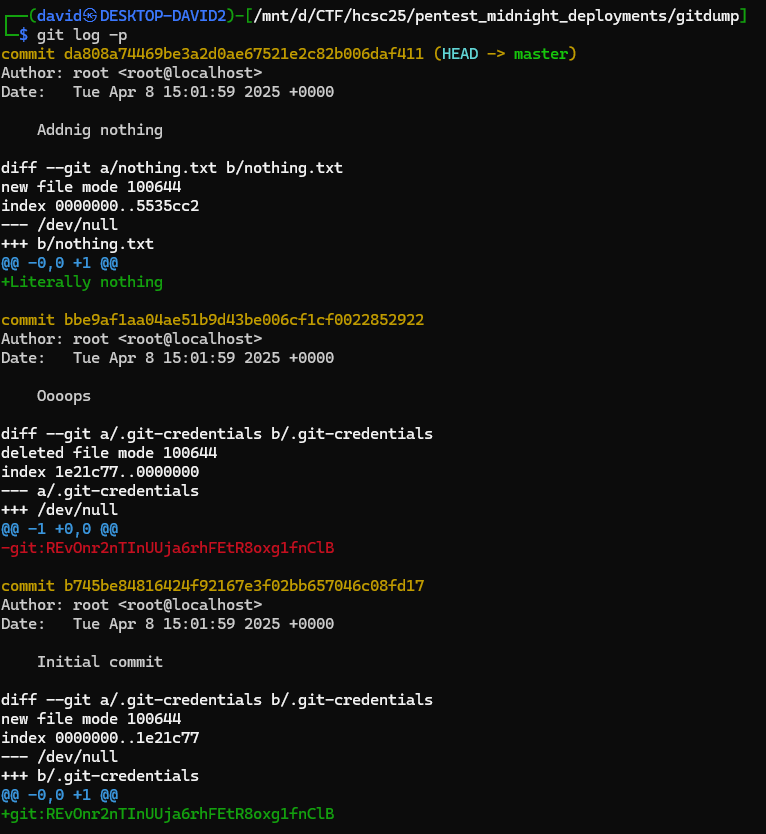 ┌──(david㉿DESKTOP-DAVID2)-[/mnt/d/CTF/hcsc25/pentest_midnight_deployments/gitdump]
└─$ git log -p
commit da808a74469be3a2d0ae67521e2c82b006daf411 (HEAD -> master)
Author: root <root@localhost>
Date:   Tue Apr 8 15:01:59 2025 +0000
    Addnig nothing
diff --git a/nothing.txt b/nothing.txt
new file mode 100644
index 0000000..5535cc2
--- /dev/null
+++ b/nothing.txt
@@ -0,0 +1 @@
+Literally nothing
commit bbe9af1aa04ae51b9d43be006cf1cf0022852922
Author: root <root@localhost>
Date:   Tue Apr 8 15:01:59 2025 +0000
    Oooops
diff --git a/.git-credentials b/.git-credentials
deleted file mode 100644
index 1e21c77..0000000
--- a/.git-credentials
+++ /dev/null
@@ -1 +0,0 @@
-git:REvOnr2nTInUUja6rhFEtR8oxg1fnClB
commit b745be84816424f92167e3f02bb657046c08fd17
Author: root <root@localhost>
Date:   Tue Apr 8 15:01:59 2025 +0000
    Initial commit
diff --git a/.git-credentials b/.git-credentials
new file mode 100644
index 0000000..1e21c77
--- /dev/null
+++ b/.git-credentials
@@ -0,0 +1 @@
+git:REvOnr2nTInUUja6rhFEtR8oxg1fnClB